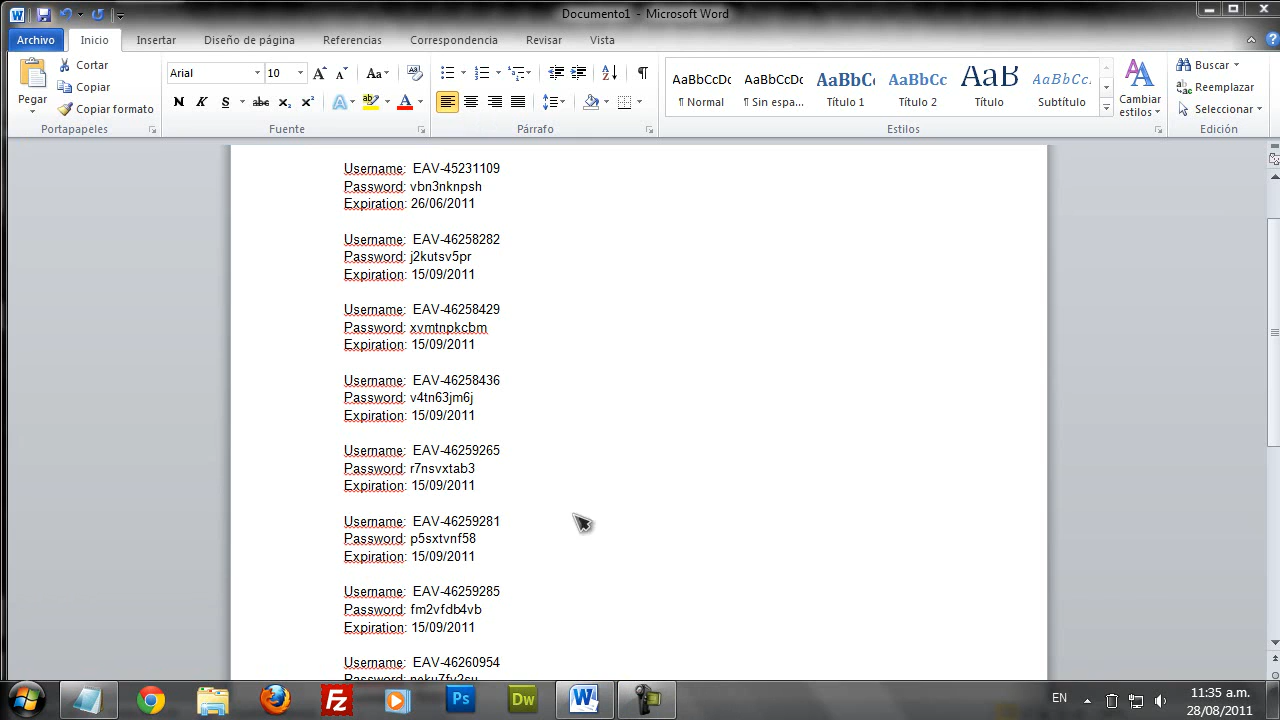 Documento1 - Microsoft Word
Archivo Inicio Insertar Diseño de página Referencias Correspondencia Revisar Vista
Pegar
Cortar
Copiar
Copiar formato
Portapapeles
Arial 10
Fuente
Párrafo
AaBbCcDc AaBbCcDc AaBbC AaBbCc AaB AaBbCc.
¶ Normal ¶ Sin espa... Título 1 Título 2 Título Subtítulo
Cambiar estilos
Estilos
Buscar
Reemplazar
Seleccionar
Edición
Username: EAV-45231109
Password: vbn3nknpsh
Expiration: 26/06/2011
Username: EAV-46258282
Password: j2kutsv5pr
Expiration: 15/09/2011
Username: EAV-46258429
Password: xvmtnpkcbm
Expiration: 15/09/2011
Username: EAV-46258436
Password: v4tn63jm6j
Expiration: 15/09/2011
Username: EAV-46259265
Password: r7nsvxtab3
Expiration: 15/09/2011
Username: EAV-46259281
Password: p5sxtvnf58
Expiration: 15/09/2011
Username: EAV-46259285
Password: fm2vfdb4vb
Expiration: 15/09/2011
Username: EAV-46260954
EN
11:35 a.m.
28/08/2011